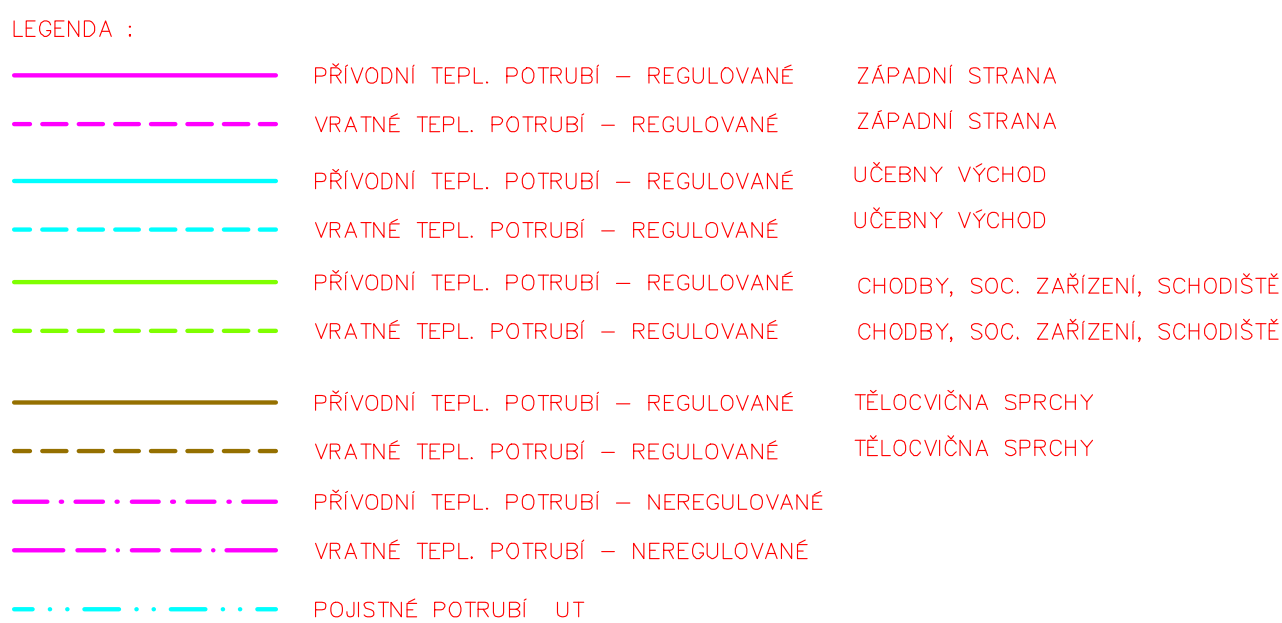 LEGENDA :
PŘÍVODNÍ TEPL. POTRUBÍ – REGULOVANÉ ZÁPADNÍ STRANA
VRATNÉ TEPL. POTRUBÍ – REGULOVANÉ ZÁPADNÍ STRANA
PŘÍVODNÍ TEPL. POTRUBÍ – REGULOVANÉ UČEBNY VÝCHOD
VRATNÉ TEPL. POTRUBÍ – REGULOVANÉ UČEBNY VÝCHOD
PŘÍVODNÍ TEPL. POTRUBÍ – REGULOVANÉ CHODBY, SOC. ZAŘÍZENÍ, SCHODIŠTĚ
VRATNÉ TEPL. POTRUBÍ – REGULOVANÉ CHODBY, SOC. ZAŘÍZENÍ, SCHODIŠTĚ
PŘÍVODNÍ TEPL. POTRUBÍ – REGULOVANÉ TĚLOCVIČNA SPRCHY
VRATNÉ TEPL. POTRUBÍ – REGULOVANÉ TĚLOCVIČNA SPRCHY
PŘÍVODNÍ TEPL. POTRUBÍ – NEREGULOVANÉ
VRATNÉ TEPL. POTRUBÍ – NEREGULOVANÉ
POJISTNÉ POTRUBÍ UT